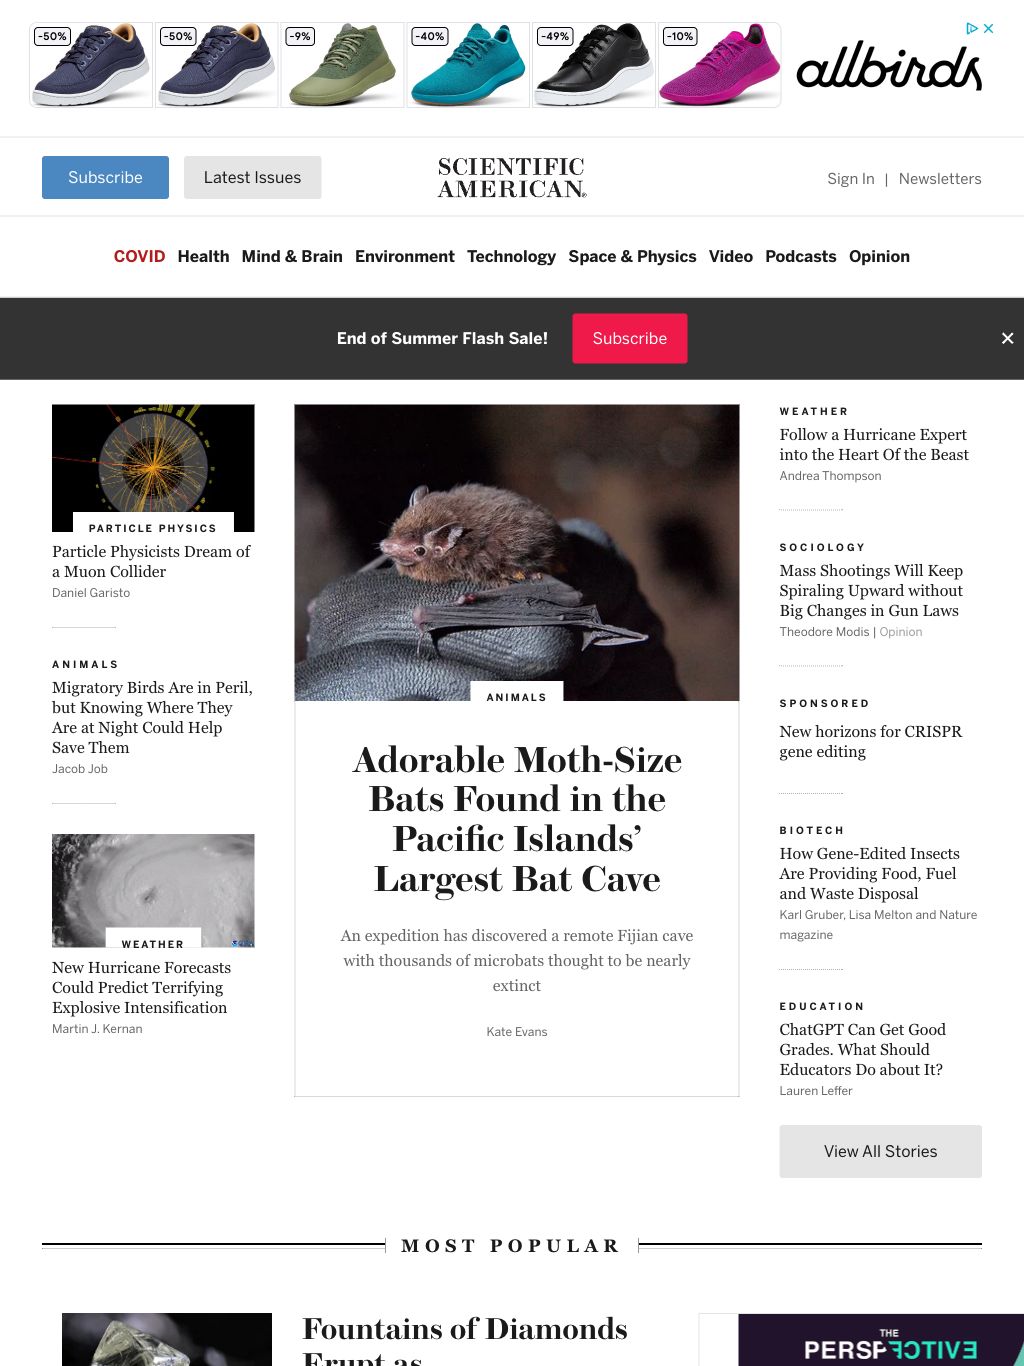 -50%
-50%
-9%
-40%
-49%
-10%
allbirds
Subscribe
Latest Issues
SCIENTIFIC
AMERICAN®
Sign In | Newsletters
COVID Health Mind & Brain Environment Technology Space & Physics Video Podcasts Opinion
End of Summer Flash Sale!
Subscribe
PARTICLE PHYSICS
Particle Physicists Dream of
a Muon Collider
Daniel Garisto
ANIMALS
Migratory Birds Are in Peril,
but Knowing Where They
Are at Night Could Help
Save Them
Jacob Job
WEATHER
New Hurricane Forecasts
Could Predict Terrifying
Explosive Intensification
Martin J. Kernan
ANIMALS
Adorable Moth-Size
Bats Found in the
Pacific Islands’
Largest Bat Cave
An expedition has discovered a remote Fijian cave
with thousands of microbats thought to be nearly
extinct
Kate Evans
WEATHER
Follow a Hurricane Expert
into the Heart Of the Beast
Andrea Thompson
SOCIOLOGY
Mass Shootings Will Keep
Spiraling Upward without
Big Changes in Gun Laws
Theodore Modis | Opinion
SPONSORED
New horizons for CRISPR
gene editing
BIOTECH
How Gene-Edited Insects
Are Providing Food, Fuel
and Waste Disposal
Karl Gruber, Lisa Melton and Nature
magazine
EDUCATION
ChatGPT Can Get Good
Grades. What Should
Educators Do about It?
Lauren Leffer
View All Stories
MOST POPULAR
Fountains of Diamonds
Erupt as
THE
PERSPECTIVE